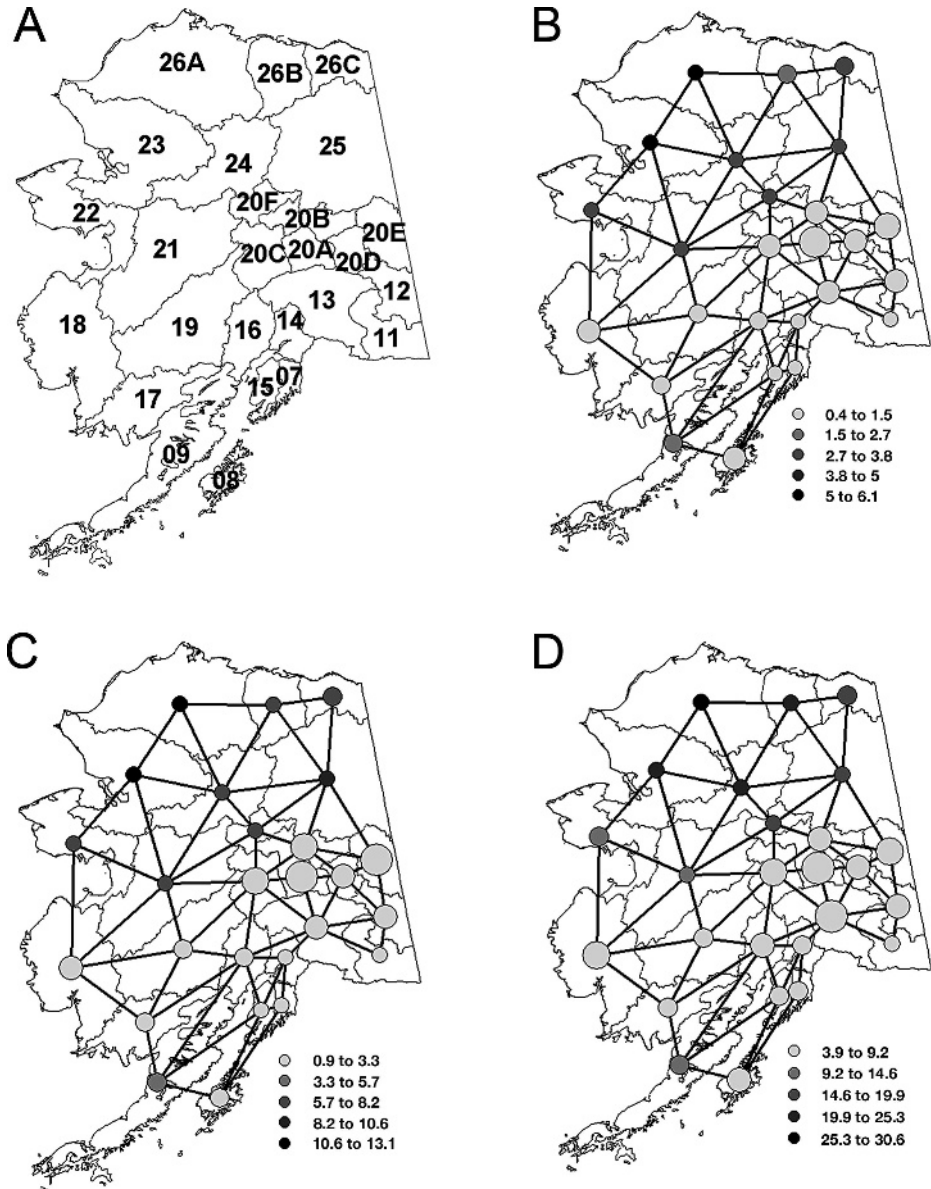 A
26A
26B
26C
23
24
25
20F
22
20B
21
20E
20C
20A
20D
12
13
18
19
16
14
11
07
15
17
09
08
B
0.4 to 1.5
1.5 to 2.7
2.7 to 3.8
3.8 to 5
5 to 6.1
C
0.9 to 3.3
3.3 to 5.7
5.7 to 8.2
8.2 to 10.6
10.6 to 13.1
D
3.9 to 9.2
9.2 to 14.6
14.6 to 19.9
19.9 to 25.3
25.3 to 30.6